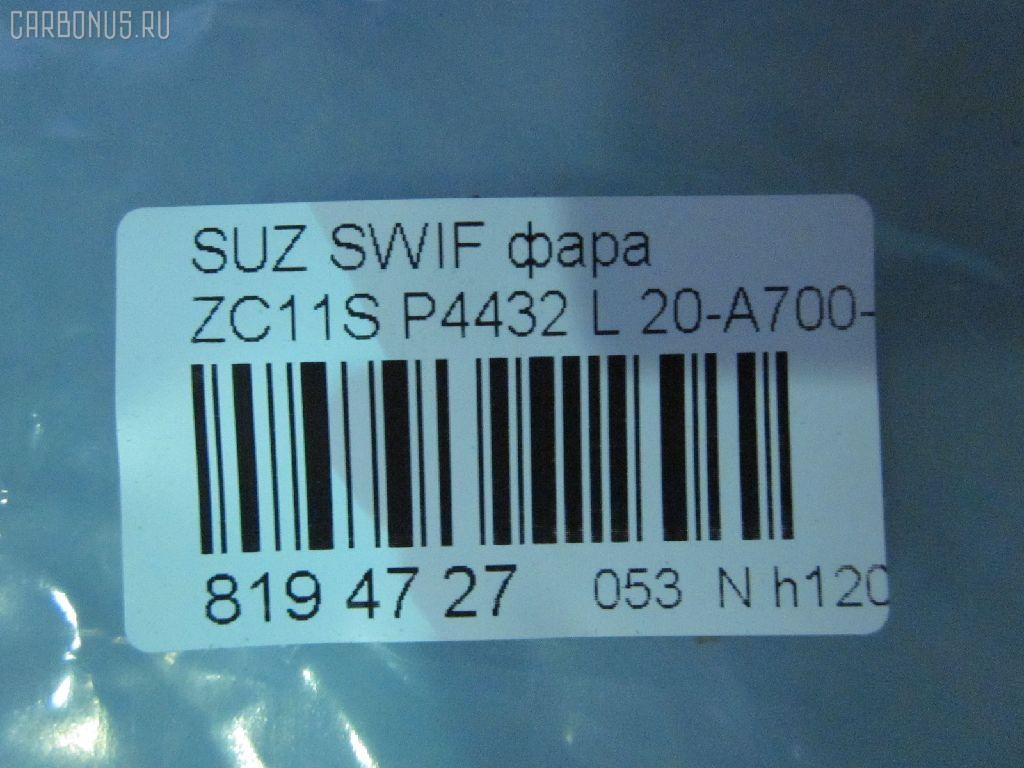 CARBONUS.RU
SUZ SWIF фара
ZC11S P4432 L 20-A700-
819 47 27 053 N h120